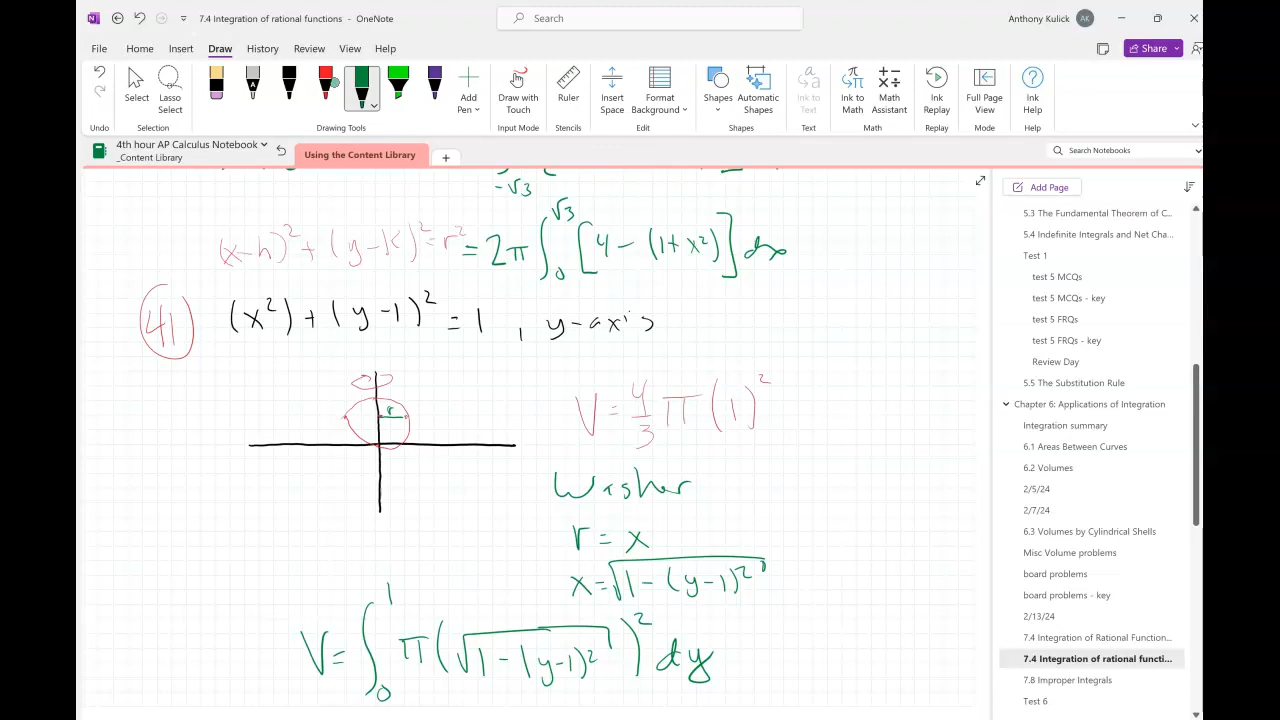 7.4 Integration of rational functions - OneNote
Search
Anthony Kulick
AK
File Home Insert Draw History Review View Help
Share
Select
Lasso Select
Add Pen
Draw with Touch
Ruler
Insert Space
Format Background
Shapes
Automatic Shapes
Ink to Text
Ink to Math
Math Assistant
Ink Replay
Full Page View
Ink Help
Undo
Selection
Drawing Tools
Input Mode
Stencils
Edit
Shapes
Text
Math
Replay
Mode
Help
4th hour AP Calculus Notebook
_Content Library
Using the Content Library
Search Notebooks
-√3
(x-h)² + (y-k)² = r² = 2π ∫₀^√3 [4 - (1+x²)] dx
41 (x²) + (y-1)² = 1, y-axis
r
V = 4/3 π (1)²
Washer
r = x
x = √(1-(y-1)²)
V = ∫₀¹ π (√(1-(y-1)²))² dy
Add Page
5.3 The Fundamental Theorem of C...
5.4 Indefinite Integrals and Net Cha...
Test 1
test 5 MCQs
test 5 MCQs - key
test 5 FRQs
test 5 FRQs - key
Review Day
5.5 The Substitution Rule
Chapter 6: Applications of Integration
Integration summary
6.1 Areas Between Curves
6.2 Volumes
2/5/24
2/7/24
6.3 Volumes by Cylindrical Shells
Misc Volume problems
board problems
board problems - key
2/13/24
7.4 Integration of Rational Function...
7.4 Integration of rational functi...
7.8 Improper Integrals
Test 6